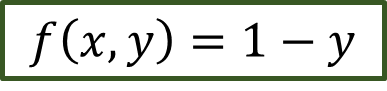 f(x, y) = 1 − y